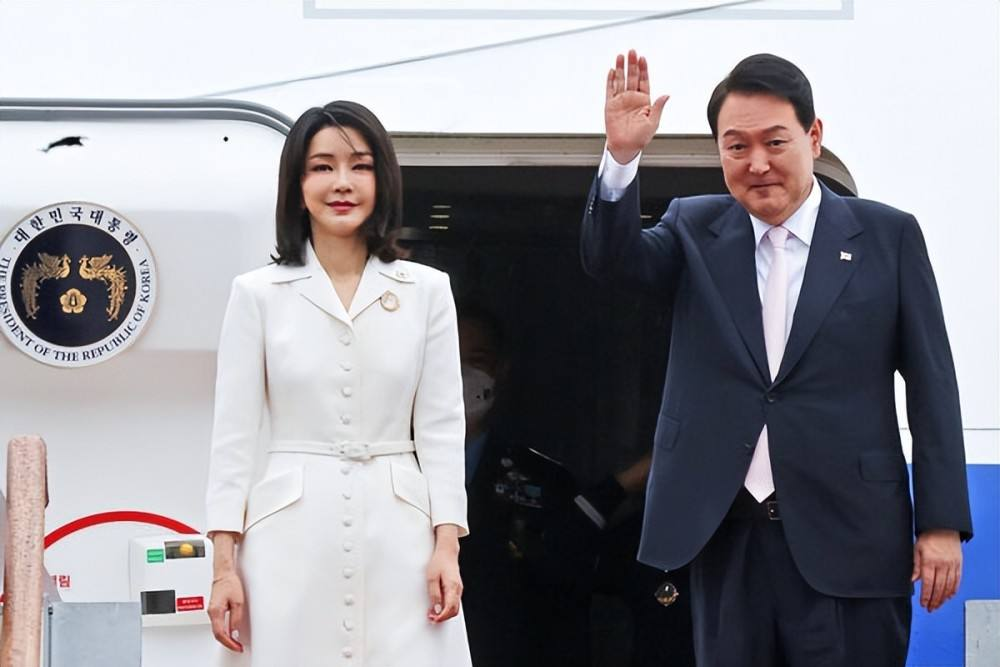 대한민국대통령
THE PRESIDENT OF THE REPUBLIC OF KOREA